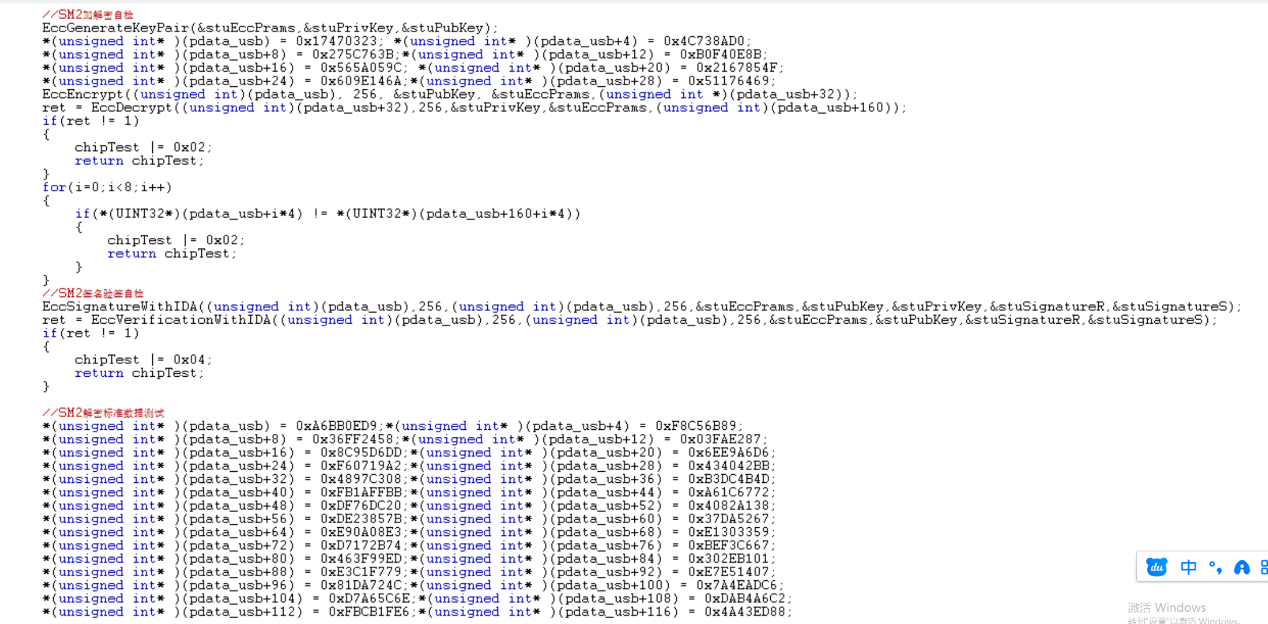 //SM2加解密自检
EccGenerateKeyPair(&stuEccPrams,&stuPrivKey,&stuPubKey);
*(unsigned int* )(pdata_usb) = 0x17470323; *(unsigned int* )(pdata_usb+4) = 0x4C738AD0;
*(unsigned int* )(pdata_usb+8) = 0x275C763B;*(unsigned int* )(pdata_usb+12) = 0xB0F40E8B;
*(unsigned int* )(pdata_usb+16) = 0x565A059C; *(unsigned int* )(pdata_usb+20) = 0x2167854F;
*(unsigned int* )(pdata_usb+24) = 0x609E146A;*(unsigned int* )(pdata_usb+28) = 0x51176469;
EccEncrypt((unsigned int)(pdata_usb), 256, &stuPubKey, &stuEccPrams,(unsigned int *)(pdata_usb+32));
ret = EccDecrypt((unsigned int)(pdata_usb+32),256,&stuPrivKey,&stuEccPrams,(unsigned int)(pdata_usb+160));
if(ret != 1)
{
chipTest |= 0x02;
return chipTest;
}
for(i=0;i<8;i++)
{
if(*(UINT32*)(pdata_usb+i*4) != *(UINT32*)(pdata_usb+160+i*4))
{
chipTest |= 0x02;
return chipTest;
}
}
//SM2签名验签自检
EccSignatureWithIDA((unsigned int)(pdata_usb),256,(unsigned int)(pdata_usb),256,&stuEccPrams,&stuPubKey,&stuPrivKey,&stuSignatureR,&stuSignatureS);
ret = EccVerificationWithIDA((unsigned int)(pdata_usb),256,(unsigned int)(pdata_usb),256,&stuEccPrams,&stuPubKey,&stuSignatureR,&stuSignatureS);
if(ret != 1)
{
chipTest |= 0x04;
return chipTest;
}
//SM2解密标准数据测试
*(unsigned int* )(pdata_usb) = 0xA6BB0ED9;*(unsigned int* )(pdata_usb+4) = 0xF8C56B89;
*(unsigned int* )(pdata_usb+8) = 0x36FF2458;*(unsigned int* )(pdata_usb+12) = 0x03FAE287;
*(unsigned int* )(pdata_usb+16) = 0x8C95D6DD;*(unsigned int* )(pdata_usb+20) = 0x6EE9A6D6;
*(unsigned int* )(pdata_usb+24) = 0xF60719A2;*(unsigned int* )(pdata_usb+28) = 0x434042BB;
*(unsigned int* )(pdata_usb+32) = 0x4897C308;*(unsigned int* )(pdata_usb+36) = 0xB3DC4B4D;
*(unsigned int* )(pdata_usb+40) = 0xFB1AFFBB;*(unsigned int* )(pdata_usb+44) = 0xA61C6772;
*(unsigned int* )(pdata_usb+48) = 0xDF76DC20;*(unsigned int* )(pdata_usb+52) = 0x4082A138;
*(unsigned int* )(pdata_usb+56) = 0xDE23857B;*(unsigned int* )(pdata_usb+60) = 0x37DA5267;
*(unsigned int* )(pdata_usb+64) = 0xE90A08E3;*(unsigned int* )(pdata_usb+68) = 0xE1303359;
*(unsigned int* )(pdata_usb+72) = 0xD7172B74;*(unsigned int* )(pdata_usb+76) = 0xBEF3C667;
*(unsigned int* )(pdata_usb+80) = 0x463F99ED;*(unsigned int* )(pdata_usb+84) = 0x302EB101;
*(unsigned int* )(pdata_usb+88) = 0xE3C1F779;*(unsigned int* )(pdata_usb+92) = 0xE7E51407;
*(unsigned int* )(pdata_usb+96) = 0x81DA724C;*(unsigned int* )(pdata_usb+100) = 0x7A4EADC6;
*(unsigned int* )(pdata_usb+104) = 0xD7A65C6E;*(unsigned int* )(pdata_usb+108) = 0xDAB4A6C2;
*(unsigned int* )(pdata_usb+112) = 0xFBCB1FE6;*(unsigned int* )(pdata_usb+116) = 0x4A43ED88;
du 中
激活 Windows
转到"设置"以激活 Windows。